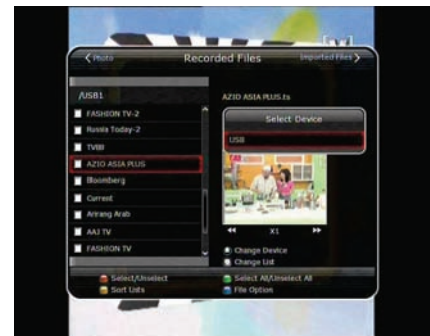 < Photo Recorded Files Imported Files >
/USB1
FASHION TV-2
Russia Today-2
TV88
AZIO ASIA PLUS
Bloomberg
Current
Arirang Arab
AAJ TV
FASHION TV
AZIO ASIA PLUS.ts
Select Device
USB
X1
Change Device
Change List
Select/Unselect Select All/Unselect All
Sort Lists File Option